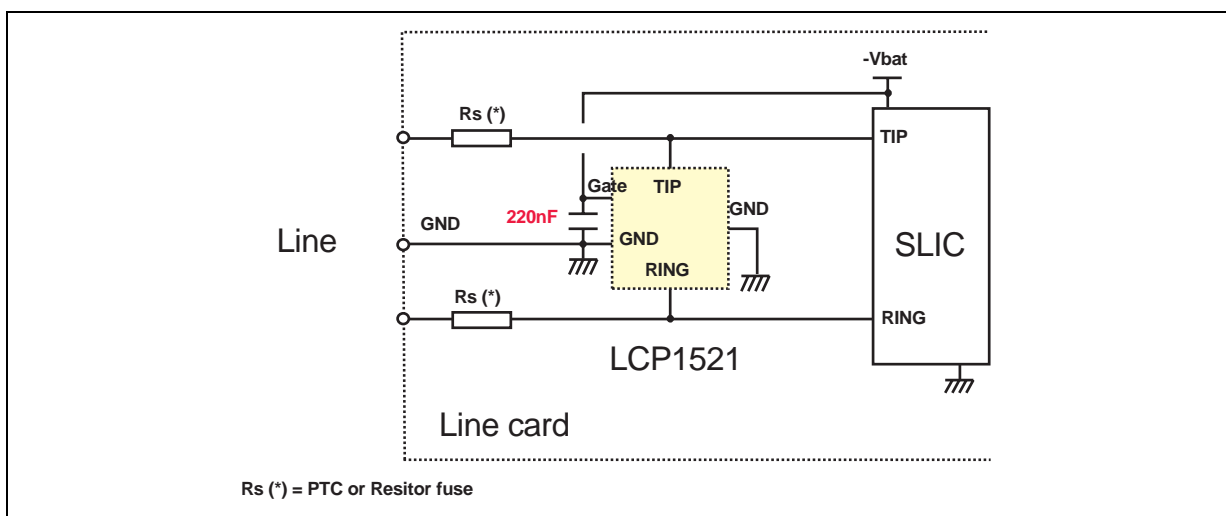 -Vbat
Rs (*)
TIP
Gate
TIP
220nF
GND
GND
GND
Line
SLIC
RING
Rs (*)
RING
LCP1521
Line card
Rs (*) = PTC or Resitor fuse